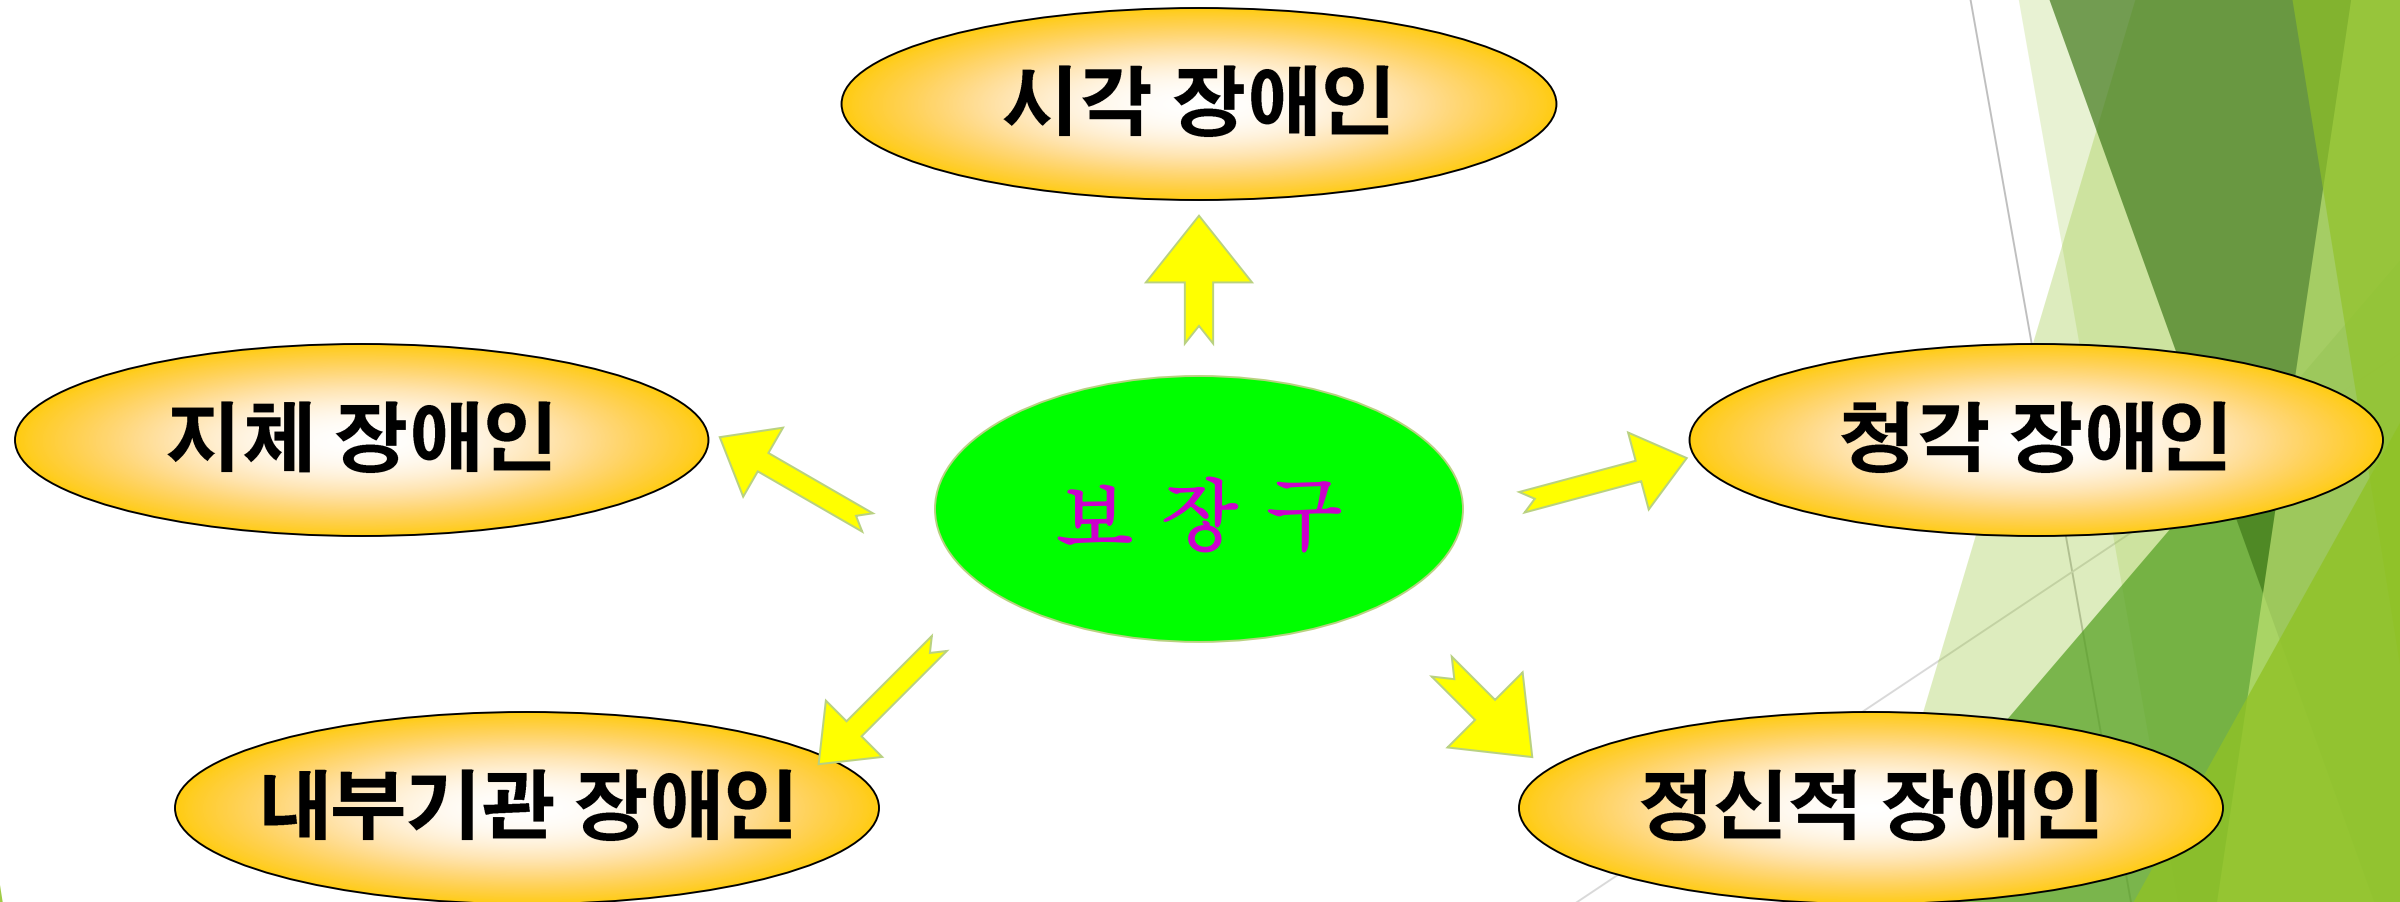 시각 장애인
지체 장애인
청각 장애인
보 장 구
내부기관 장애인
정신적 장애인